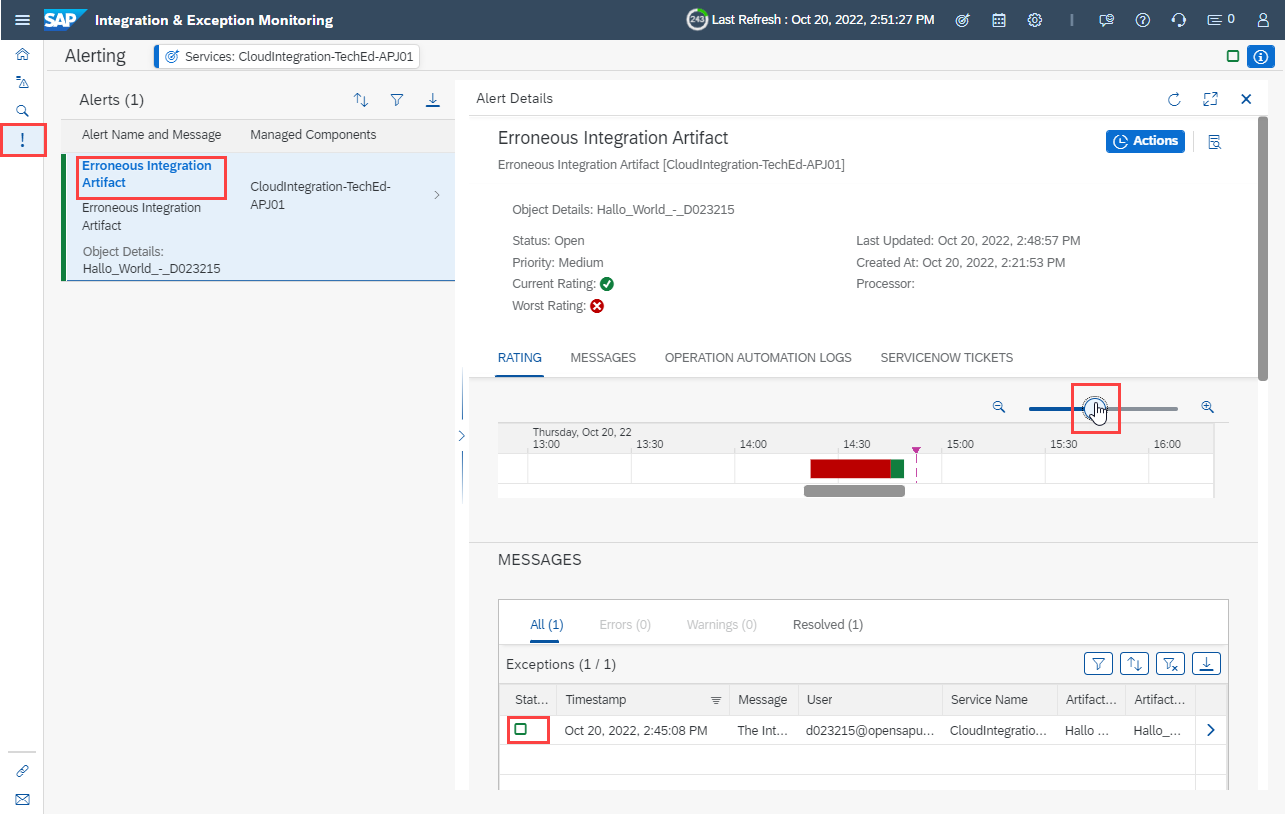 SAP Integration & Exception Monitoring
243 Last Refresh : Oct 20, 2022, 2:51:27 PM
0
Alerting
Services: CloudIntegration-TechEd-APJ01
Alerts (1)
Alert Name and Message Managed Components
Erroneous Integration
Artifact
Erroneous Integration
Artifact
Object Details:
Hallo_World_-_D023215
CloudIntegration-TechEd-
APJ01
Alert Details
Erroneous Integration Artifact
Actions
Erroneous Integration Artifact [CloudIntegration-TechEd-APJ01]
Object Details: Hallo_World_-_D023215
Status: Open
Last Updated: Oct 20, 2022, 2:48:57 PM
Priority: Medium
Created At: Oct 20, 2022, 2:21:53 PM
Current Rating:
Processor:
Worst Rating:
RATING MESSAGES OPERATION AUTOMATION LOGS SERVICENOW TICKETS
Thursday, Oct 20, 22
13:00 13:30 14:00 14:30 15:00 15:30 16:00
MESSAGES
All (1) Errors (0) Warnings (0) Resolved (1)
Exceptions (1 / 1)
Stat... Timestamp Message User Service Name Artifact... Artifact...
Oct 20, 2022, 2:45:08 PM The Int... d023215@opensapu... CloudIntegratio... Hallo ... Hallo_...